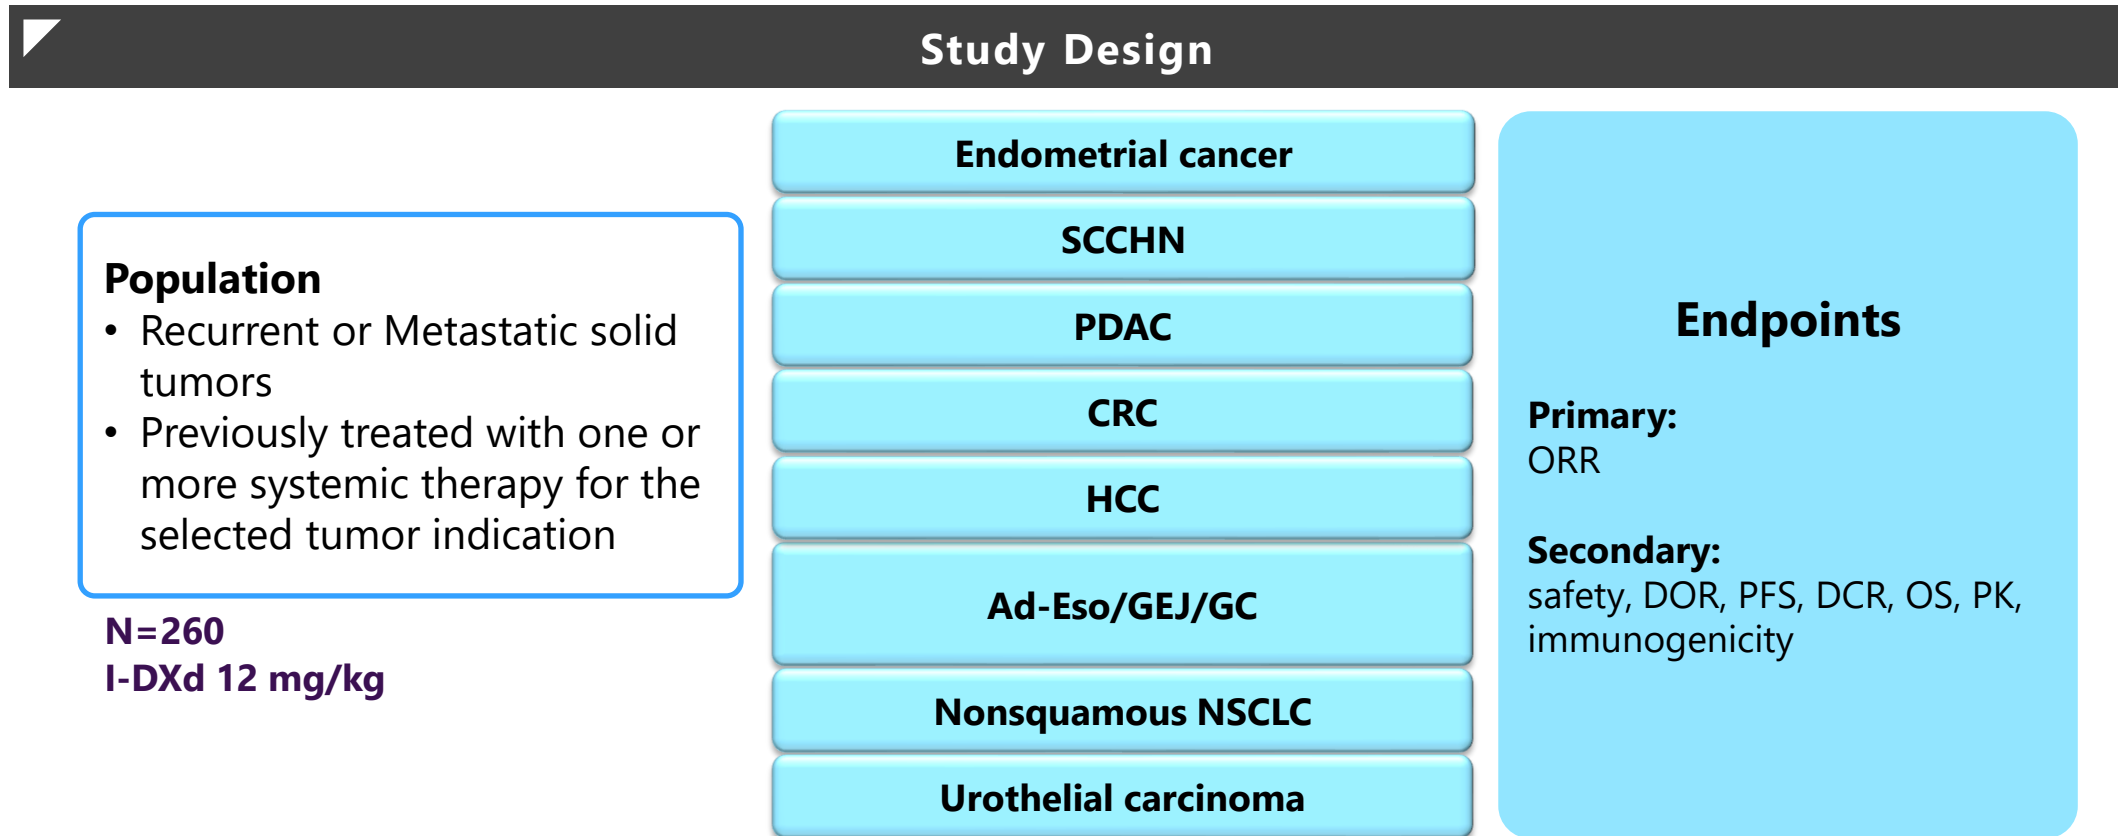 Study Design
Population
• Recurrent or Metastatic solid
tumors
• Previously treated with one or
more systemic therapy for the
selected tumor indication
N=260
I-DXd 12 mg/kg
Endometrial cancer
SCCHN
PDAC
CRC
HCC
Ad-Eso/GEJ/GC
Nonsquamous NSCLC
Urothelial carcinoma
Endpoints
Primary:
ORR
Secondary:
safety, DOR, PFS, DCR, OS, PK,
immunogenicity